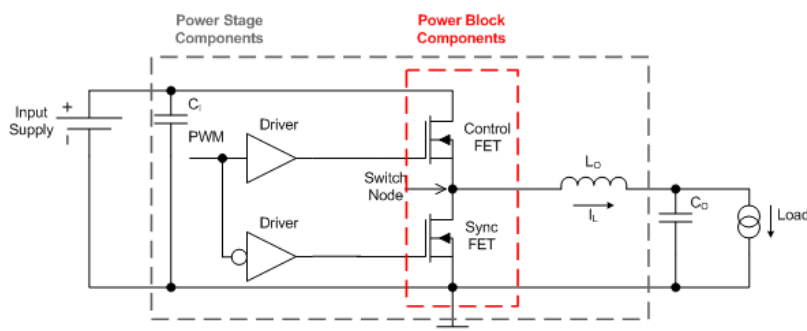 Power Stage
Components
Power Block
Components
Input
Supply
+
CI
Driver
PWM
Control
FET
Switch
Node
LO
IL
CO
Load
Driver
Sync
FET